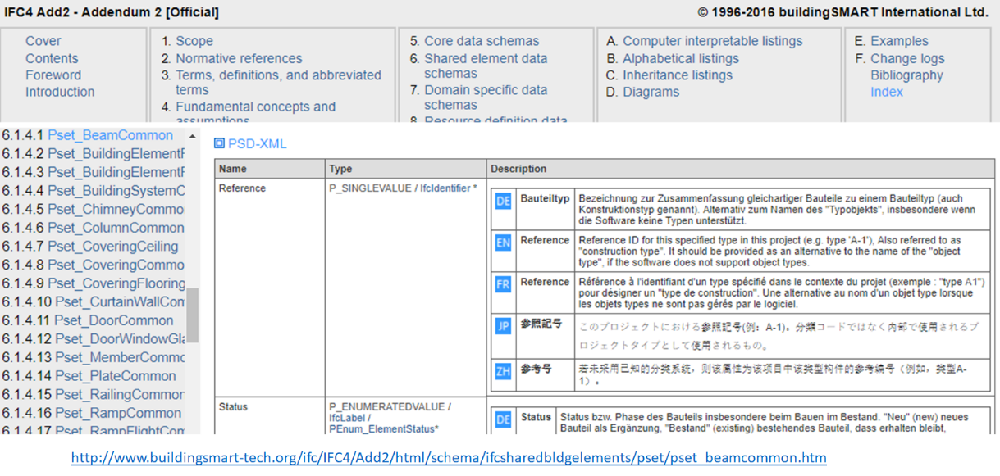 IFC4 Add2 - Addendum 2 [Official]
© 1996-2016 buildingSMART International Ltd.
Cover
Contents
Foreword
Introduction
1. Scope
2. Normative references
3. Terms, definitions, and abbreviated
terms
4. Fundamental concepts and
assumptions
5. Core data schemas
6. Shared element data
schemas
7. Domain specific data
schemas
8. Resource definition data
A. Computer interpretable listings
B. Alphabetical listings
C. Inheritance listings
D. Diagrams
E. Examples
F. Change logs
Bibliography
Index
6.1.4.1 Pset_BeamCommon
6.1.4.2 Pset_BuildingElementF
6.1.4.3 Pset_BuildingElementF
6.1.4.4 Pset_BuildingSystemC
6.1.4.5 Pset_ChimneyCommo
6.1.4.6 Pset_ColumnCommon
6.1.4.7 Pset_CoveringCeiling
6.1.4.8 Pset_CoveringCommo
6.1.4.9 Pset_CoveringFlooring
6.1.4.10 Pset_CurtainWallCom
6.1.4.11 Pset_DoorCommon
6.1.4.12 Pset_DoorWindowGla
6.1.4.13 Pset_MemberCommo
6.1.4.14 Pset_PlateCommon
6.1.4.15 Pset_RailingCommon
6.1.4.16 Pset_RampCommon
6.1.4.17 Pset_RampFlightCom
PSD-XML
Name Type Description
Reference P_SINGLEVALUE / IfcIdentifier *
DE Bauteiltyp Bezeichnung zur Zusammenfassung gleichartiger Bauteile zu einem Bauteiltyp (auch
Konstruktionstyp genannt). Alternativ zum Namen des "Typobjekts", insbesondere wenn
die Software keine Typen unterstützt.
EN Reference Reference ID for this specified type in this project (e.g. type 'A-1'), Also referred to as
"construction type". It should be provided as an alternative to the name of the "object
type", if the software does not support object types.
FR Reference Référence à l'identifiant d'un type spécifié dans le contexte du projet (exemple : "type A1")
pour désigner un "type de construction". Une alternative au nom d'un objet type lorsque
les objets types ne sont pas gérés par le logiciel.
JP 参照記号 このプロジェクトにおける参照記号(例：A-1)。分類コードではなく内部で使用されるプ
ロジェクトタイプとして使用されるもの。
ZH 参考号 若未采用已知的分类系统，则该属性为该项目中该类型构件的参考编号（例如，类型A-
1）。
Status P_ENUMERATEDVALUE /
IfcLabel /
PEnum_ElementStatus*
DE Status Status bzw. Phase des Bauteils insbesondere beim Bauen im Bestand. "Neu" (new) neues
Bauteil als Ergänzung, "Bestand" (existing) bestehendes Bauteil, dass erhalten bleibt,
http://www.buildingsmart-tech.org/ifc/IFC4/Add2/html/schema/ifcsharedbldgelements/pset/pset_beamcommon.htm